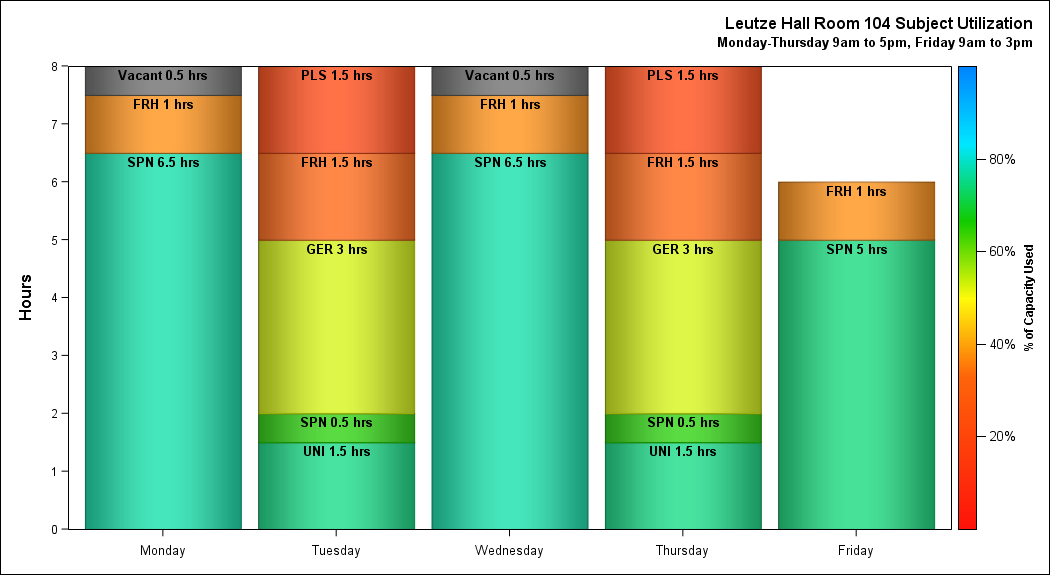 Leutze Hall Room 104 Subject Utilization
Monday-Thursday 9am to 5pm, Friday 9am to 3pm
Hours
8
7
6
5
4
3
2
1
0
Vacant 0.5 hrs
FRH 1 hrs
SPN 6.5 hrs
PLS 1.5 hrs
FRH 1.5 hrs
GER 3 hrs
SPN 0.5 hrs
UNI 1.5 hrs
Vacant 0.5 hrs
FRH 1 hrs
SPN 6.5 hrs
PLS 1.5 hrs
FRH 1.5 hrs
GER 3 hrs
SPN 0.5 hrs
UNI 1.5 hrs
FRH 1 hrs
SPN 5 hrs
Monday
Tuesday
Wednesday
Thursday
Friday
80%
60%
40%
20%
% of Capacity Used